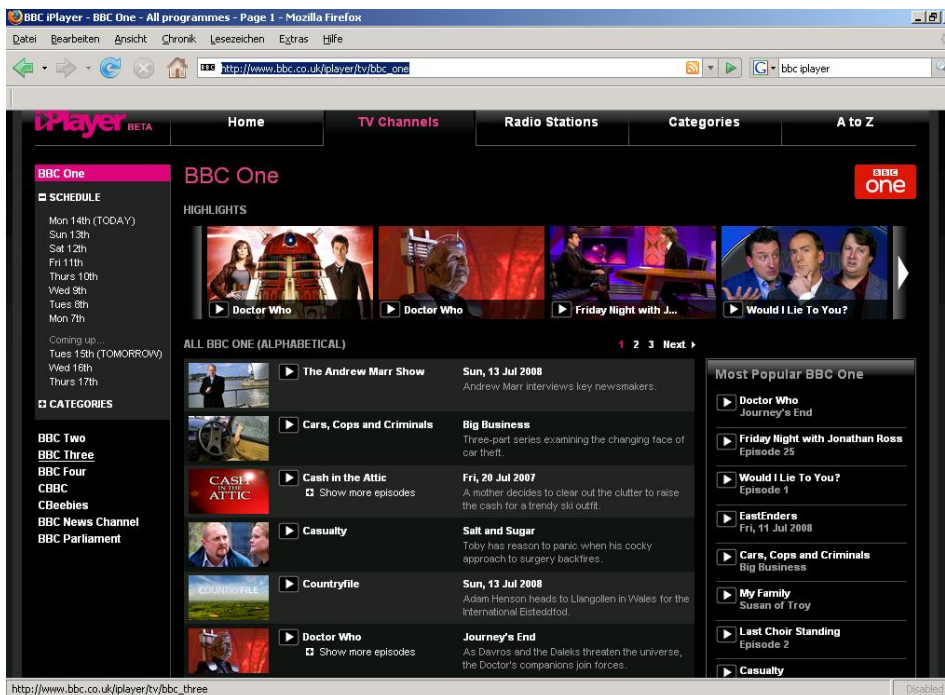 BBC iPlayer - BBC One - All programmes - Page 1 - Mozilla Firefox
Datei Bearbeiten Ansicht Chronik Lesezeichen Extras Hilfe
BBC http://www.bbc.co.uk/iplayer/tv/bbc_one
G bbc iplayer
iPlayer BETA
Home TV Channels Radio Stations Categories A to Z
BBC One
SCHEDULE
Mon 14th (TODAY)
Sun 13th
Sat 12th
Fri 11th
Thurs 10th
Wed 9th
Tues 8th
Mon 7th
Coming up...
Tues 15th (TOMORROW)
Wed 16th
Thurs 17th
CATEGORIES
BBC Two
BBC Three
BBC Four
CBBC
CBeebies
BBC News Channel
BBC Parliament
BBC One
BBC one
HIGHLIGHTS
Doctor Who
Doctor Who
Friday Night with J...
Would I Lie To You?
ALL BBC ONE (ALPHABETICAL)
1 2 3 Next
The Andrew Marr Show
Sun, 13 Jul 2008
Andrew Marr interviews key newsmakers.
Cars, Cops and Criminals
Big Business
Three-part series examining the changing face of
car theft.
CASH IN THE ATTIC
Cash in the Attic
Show more episodes
Fri, 20 Jul 2007
A mother decides to clear out the clutter to raise
the cash for a trendy ski outfit.
Casualty
Salt and Sugar
Toby has reason to panic when his cocky
approach to surgery backfires.
COUNTRYFILE
Countryfile
Sun, 13 Jul 2008
Adam Henson heads to Llangollen in Wales for the
International Eisteddfod.
Doctor Who
Show more episodes
Journey's End
As Davros and the Daleks threaten the universe,
the Doctor's companions join forces.
Most Popular BBC One
Doctor Who
Journey's End
Friday Night with Jonathan Ross
Episode 25
Would I Lie To You?
Episode 1
EastEnders
Fri, 11 Jul 2008
Cars, Cops and Criminals
Big Business
My Family
Susan of Troy
Last Choir Standing
Episode 2
Casualty
http://www.bbc.co.uk/iplayer/tv/bbc_three
Disabled